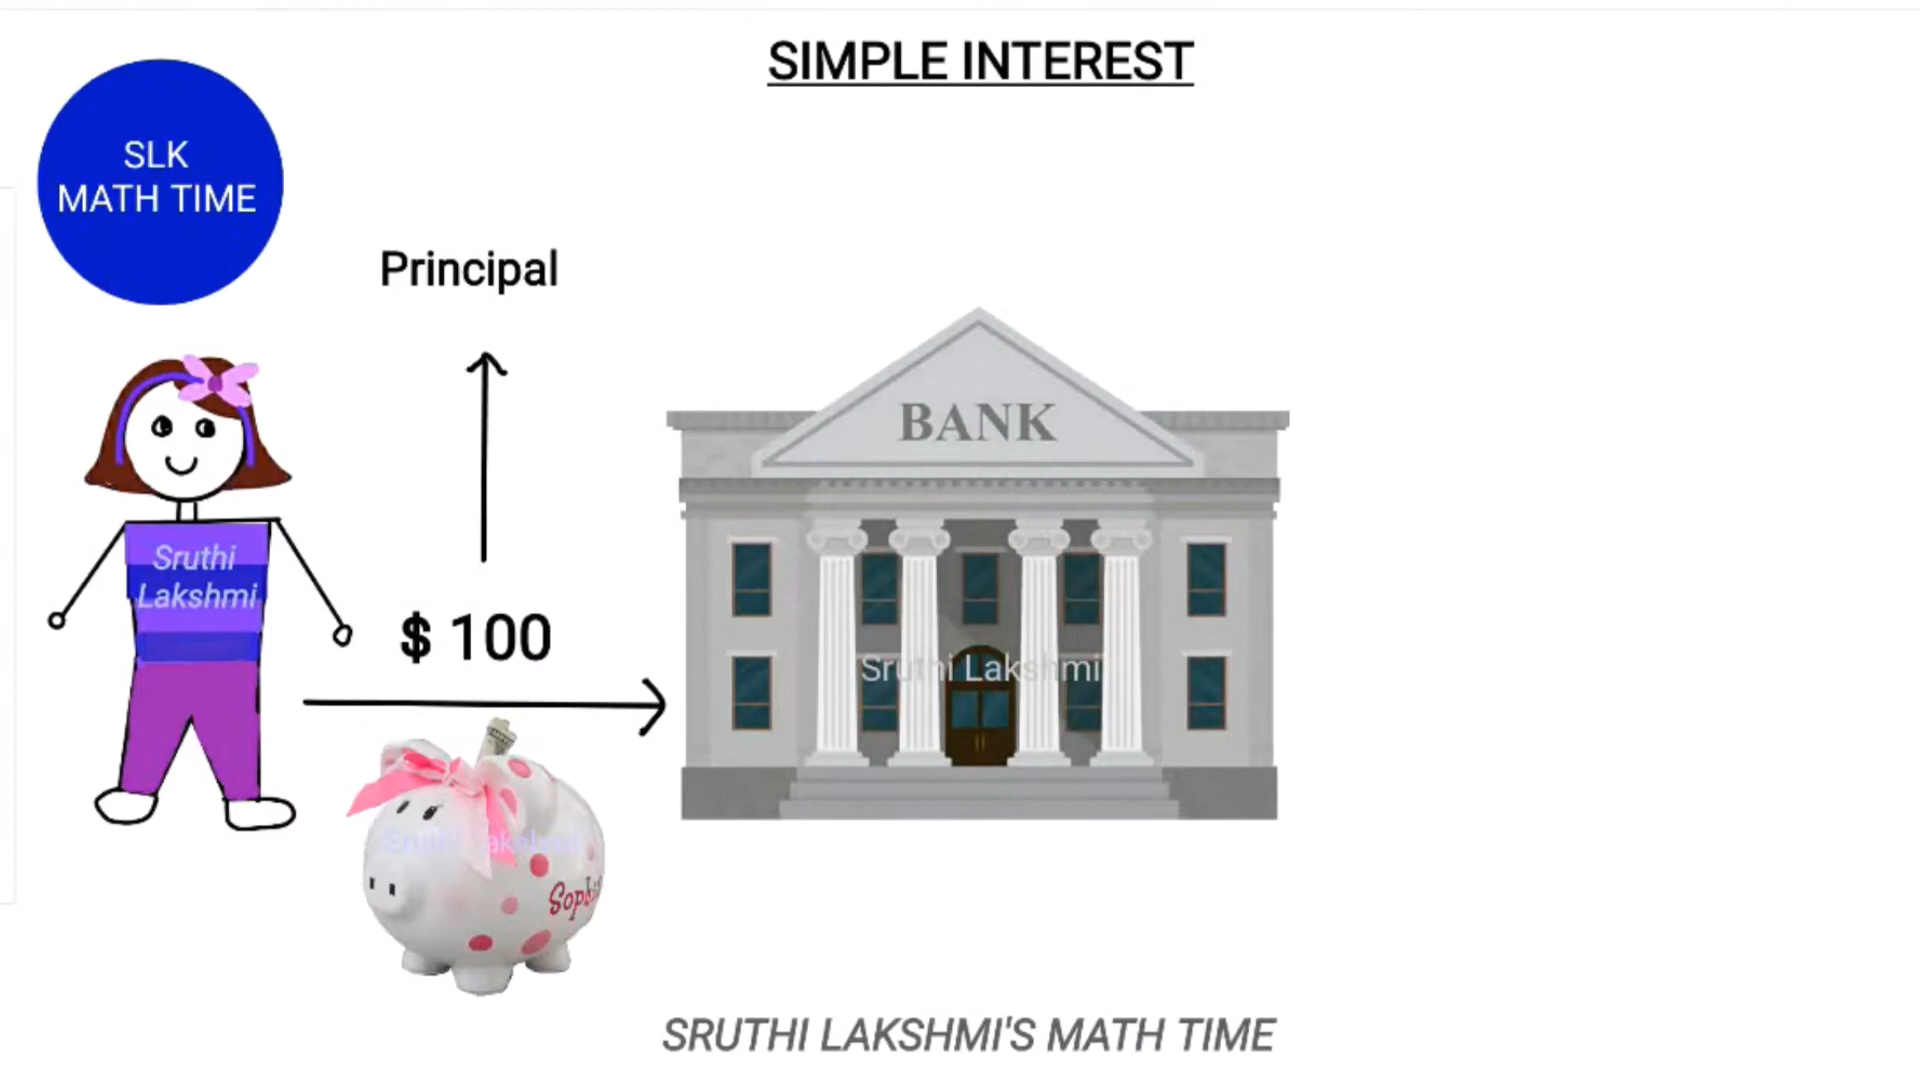 SIMPLE INTEREST
SLK
MATH TIME
Principal
BANK
Sruthi
Lakshmi
$ 100
Sruthi Lakshmi
SRUTHI LAKSHMI'S MATH TIME